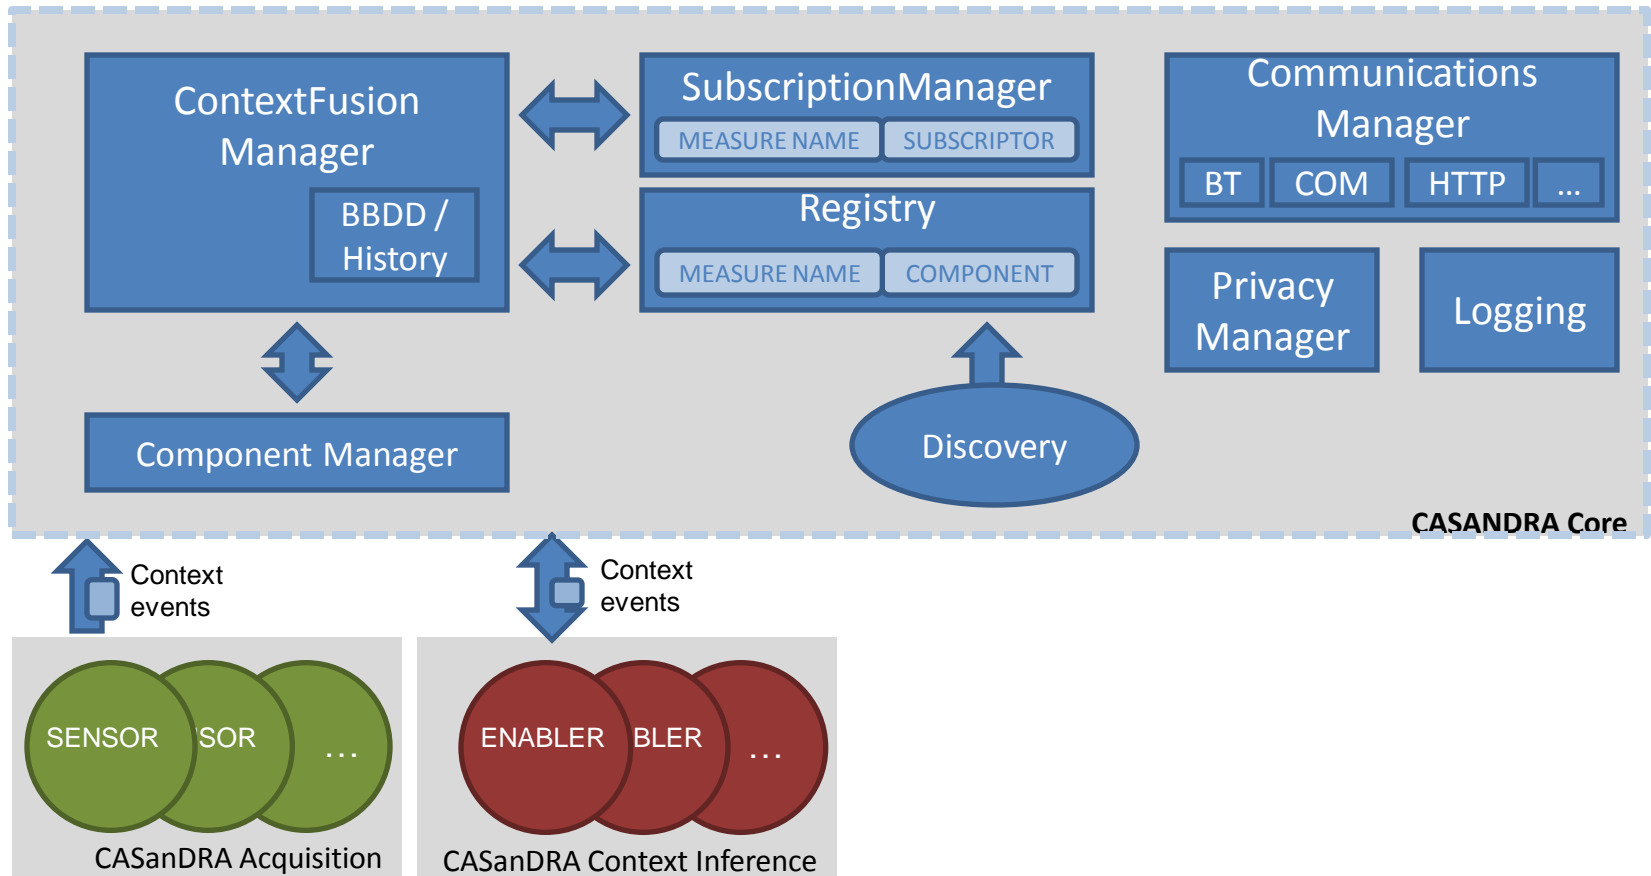 ContextFusion
Manager
BBDD /
History
SubscriptionManager
MEASURE NAME SUBSCRIPTOR
Registry
MEASURE NAME COMPONENT
Communications
Manager
BT COM HTTP ...
Privacy
Manager
Logging
Component Manager
Discovery
CASANDRA Core
Context
events
Context
events
SENSOR SOR ...
ENABLER BLER ...
CASanDRA Acquisition
CASanDRA Context Inference